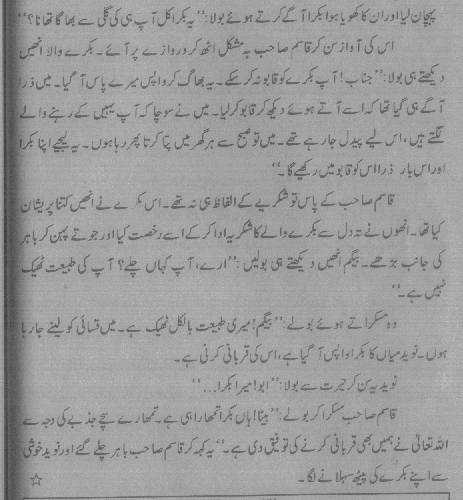 پہچان لیا اور ان کا کھویا ہوا بکرا آگے کرتے ہوئے بولا: ”یہ بکرا کل آپ ہی کی گلی سے بھاگا تھا نا؟“
اس کی آواز سن کر قاسم صاحب بہ مشکل اٹھ کر دروازے پر آئے۔ بکرے والا انھیں
دیکھتے ہی بولا: ”جناب! آپ بکرے کو قابو نہ کر سکے۔ یہ بھاگ کر واپس میرے پاس آ گیا۔ میں ذرا
آگے ہی گیا تھا کہ اسے آتے ہوئے دیکھ کر قابو کر لیا۔ میں نے سوچا کہ آپ یہیں کے رہنے والے
لگتے ہیں، اس لیے پیدل جا رہے تھے۔ میں تو صبح سے ہر گھر میں پتا کرتا پھر رہا ہوں۔ یہ لیجیے اپنا بکرا
اور اس بار ذرا اس کو قابو میں رکھیے گا۔“
قاسم صاحب کے پاس تو شکریے کے الفاظ ہی نہ تھے۔ اس بکرے نے انھیں کتنا پریشان
کیا تھا۔ انھوں نے تہ دل سے بکرے والے کا شکریہ ادا کر کے اسے رخصت کیا اور جوتے پہن کر باہر
کی جانب بڑھے۔ بیگم انھیں دیکھتے ہی بولیں: ”ارے، آپ کہاں چلے؟ آپ کی طبیعت ٹھیک
نہیں ہے۔“
وہ مسکراتے ہوئے بولے: ”بیگم! میری طبیعت بالکل ٹھیک ہے۔ میں قسائی کو لینے جا رہا
ہوں۔ نوید میاں کا بکرا واپس آ گیا ہے، اس کی قربانی کرنی ہے۔
نوید یہ سن کر حیرت سے بولا: ”ابو! میرا بکرا...“
قاسم صاحب مسکرا کر بولے: ”بیٹا! ہاں بکرا تمھارا ہی ہے۔ تمھارے سچے جذبے کی وجہ سے
اللہ تعالیٰ نے ہمیں بھی قربانی کرنے کی توفیق دی ہے۔“ یہ کہہ کر قاسم صاحب باہر چلے گئے اور نوید خوشی
سے اپنے بکرے کی پیٹھ سہلانے لگا۔ ☆